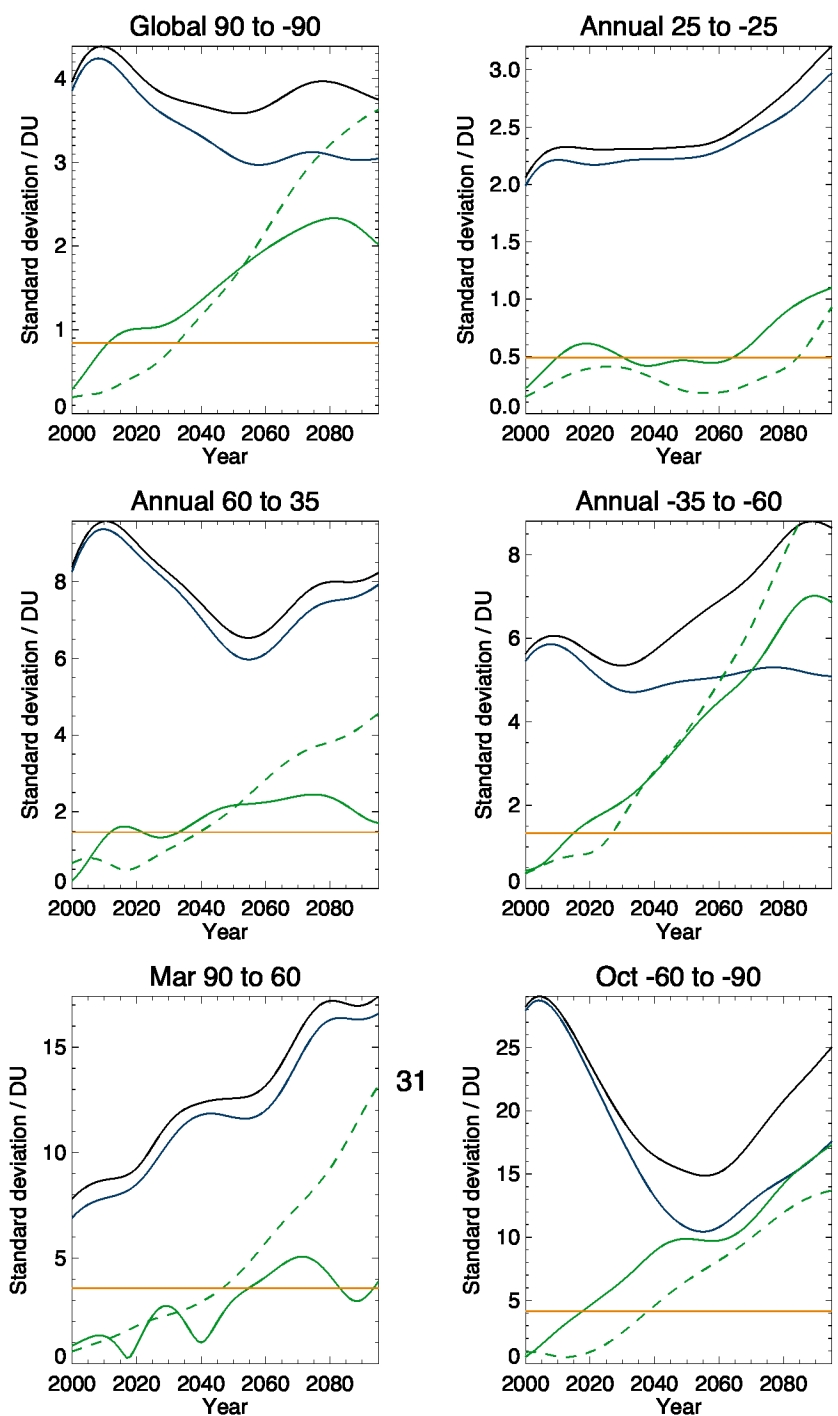 Global 90 to -90
Standard deviation / DU
4
3
2
1
0
2000 2020 2040 2060 2080
Year
Annual 25 to -25
Standard deviation / DU
3.0
2.5
2.0
1.5
1.0
0.5
0.0
2000 2020 2040 2060 2080
Year
Annual 60 to 35
Standard deviation / DU
8
6
4
2
0
2000 2020 2040 2060 2080
Year
Annual -35 to -60
Standard deviation / DU
8
6
4
2
0
2000 2020 2040 2060 2080
Year
Mar 90 to 60
Standard deviation / DU
15
10
5
0
2000 2020 2040 2060 2080
Year
31
Oct -60 to -90
Standard deviation / DU
25
20
15
10
5
0
2000 2020 2040 2060 2080
Year